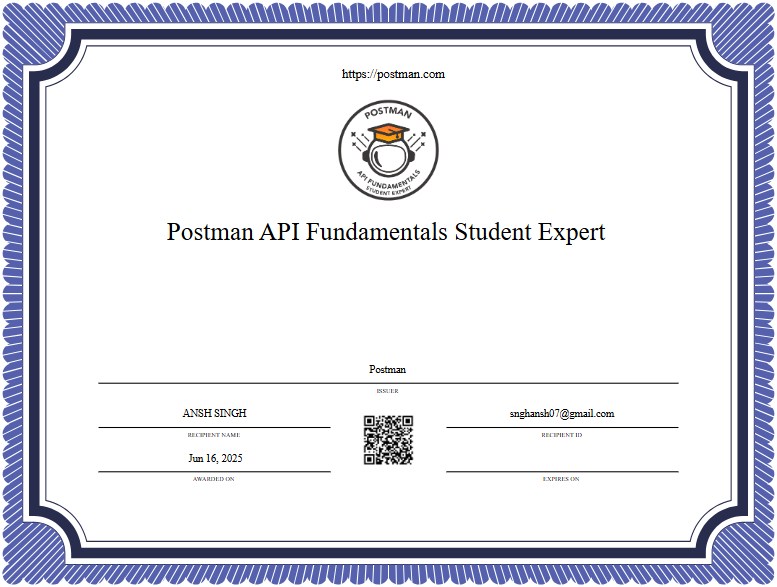 https://postman.com
POSTMAN
API FUNDAMENTALS
STUDENT EXPERT
Postman API Fundamentals Student Expert
Postman
ISSUER
ANSH SINGH
RECIPIENT NAME
snghansh07@gmail.com
RECIPIENT ID
Jun 16, 2025
AWARDED ON
EXPIRES ON